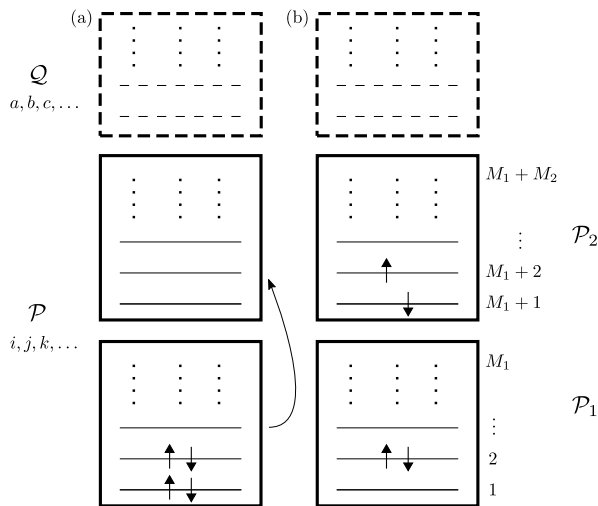 (a)
(b)
𝒬
a, b, c, . . .
M₁ + M₂
⋮
𝒫₂
M₁ + 2
M₁ + 1
𝒫
i, j, k, . . .
M₁
𝒫₁
⋮
2
1